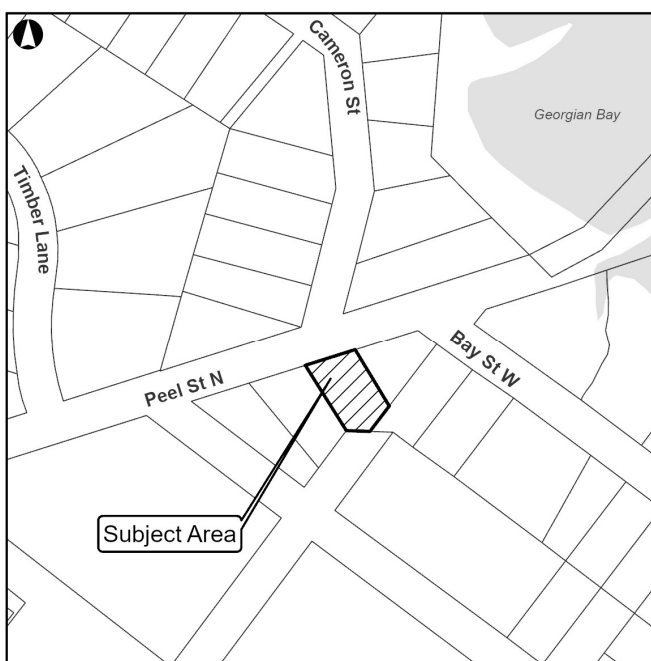 Cameron St
Georgian Bay
Timber Lane
Bay St W
Peel St N
Subject Area